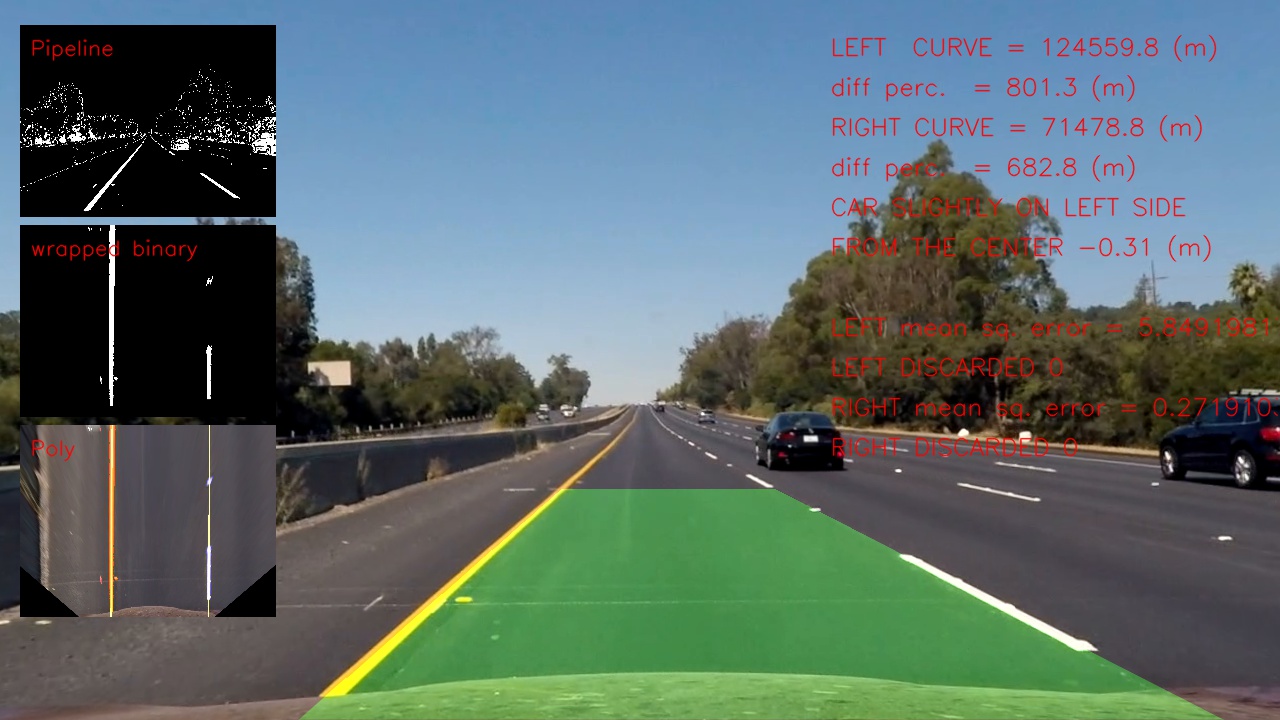 Pipeline
wrapped binary
Poly
LEFT CURVE = 124559.8 (m)
diff perc. = 801.3 (m)
RIGHT CURVE = 71478.8 (m)
diff perc. = 682.8 (m)
CAR SLIGHTLY ON LEFT SIDE
FROM THE CENTER -0.31 (m)
LEFT mean sq. error = 5.8491981
LEFT DISCARDED 0
RIGHT mean sq. error = 0.271910
RIGHT DISCARDED 0